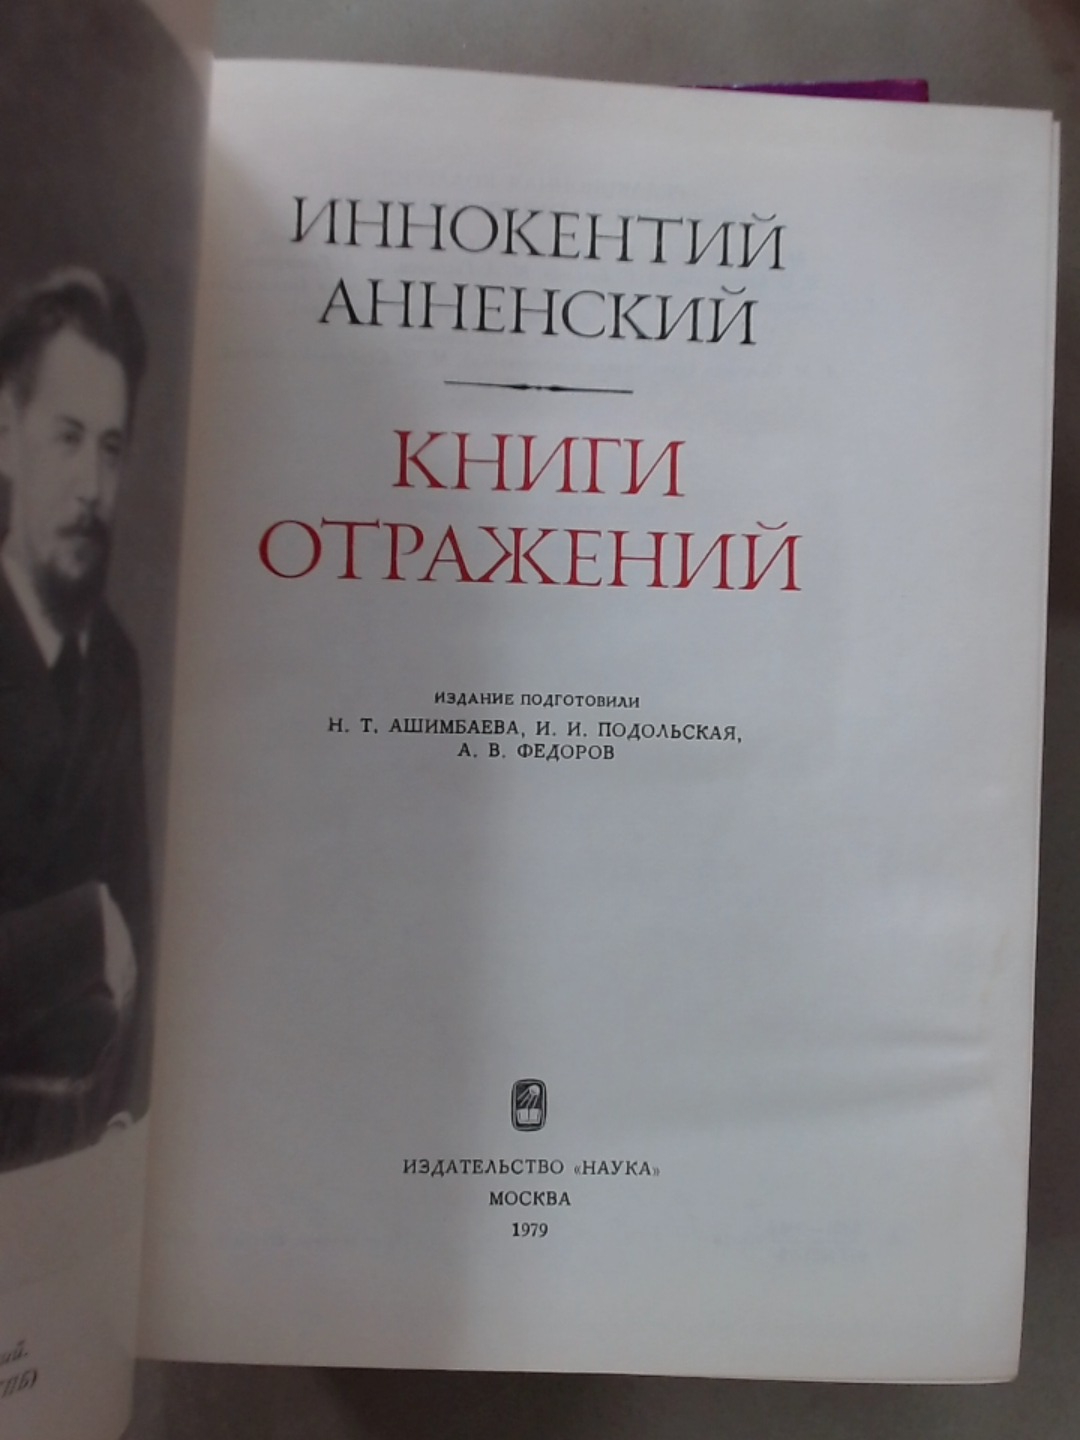 ИННОКЕНТИЙ
АННЕНСКИЙ
КНИГИ
ОТРАЖЕНИЙ
ИЗДАНИЕ ПОДГОТОВИЛИ
Н. Т. АШИМБАЕВА, И. И. ПОДОЛЬСКАЯ,
А. В. ФЕДОРОВ
ИЗДАТЕЛЬСТВО «НАУКА»
МОСКВА
1979